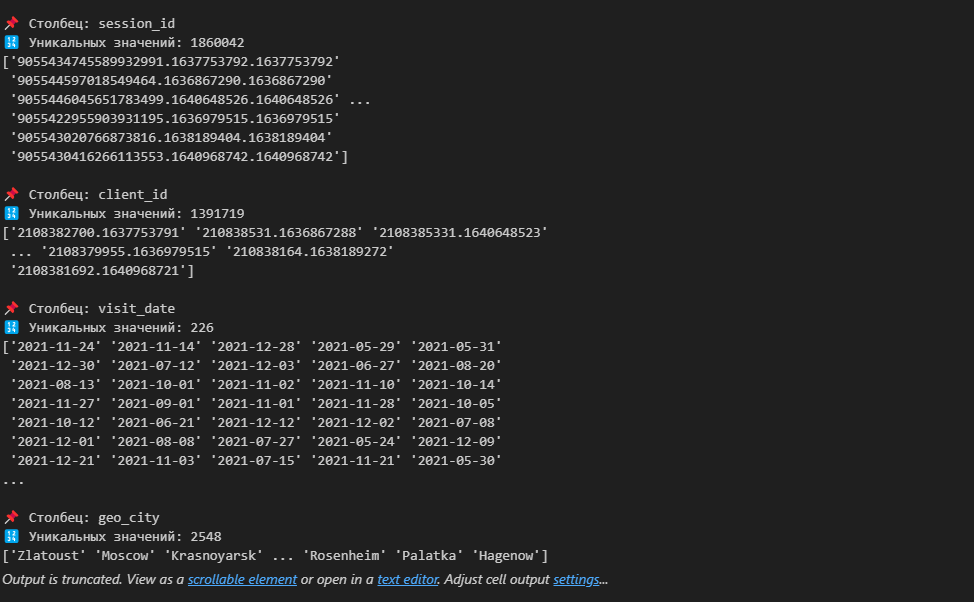 📌 Столбец: session_id
🔢 Уникальных значений: 1860042
['9055434745589932991.1637753792.1637753792'
'905544597018549464.1636867290.1636867290'
'9055446045651783499.1640648526.1640648526' ...
'9055422955903931195.1636979515.1636979515'
'905543020766873816.1638189404.1638189404'
'9055430416266113553.1640968742.1640968742']
📌 Столбец: client_id
🔢 Уникальных значений: 1391719
['2108382700.1637753791' '210838531.1636867288' '2108385331.1640648523'
... '2108379955.1636979515' '210838164.1638189272'
'2108381692.1640968721']
📌 Столбец: visit_date
🔢 Уникальных значений: 226
['2021-11-24' '2021-11-14' '2021-12-28' '2021-05-29' '2021-05-31'
'2021-12-30' '2021-07-12' '2021-12-03' '2021-06-27' '2021-08-20'
'2021-08-13' '2021-10-01' '2021-11-02' '2021-11-10' '2021-10-14'
'2021-11-27' '2021-09-01' '2021-11-01' '2021-11-28' '2021-10-05'
'2021-10-12' '2021-06-21' '2021-12-12' '2021-12-02' '2021-07-08'
'2021-12-01' '2021-08-08' '2021-07-27' '2021-05-24' '2021-12-09'
'2021-12-21' '2021-11-03' '2021-07-15' '2021-11-21' '2021-05-30'
...
📌 Столбец: geo_city
🔢 Уникальных значений: 2548
['Zlatoust' 'Moscow' 'Krasnoyarsk' ... 'Rosenheim' 'Palatka' 'Hagenow']
Output is truncated. View as a scrollable element or open in a text editor. Adjust cell output settings...